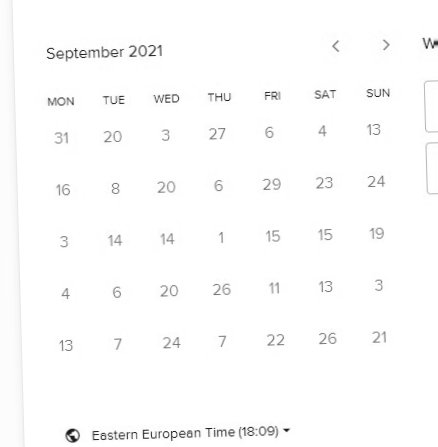 September 2021
MON TUE WED THU FRI SAT SUN
31 20 3 27 6 4 13
16 8 20 6 29 23 24
3 14 14 1 15 15 19
4 6 20 26 11 13 3
13 7 24 7 22 26 21
Eastern European Time (18:09)